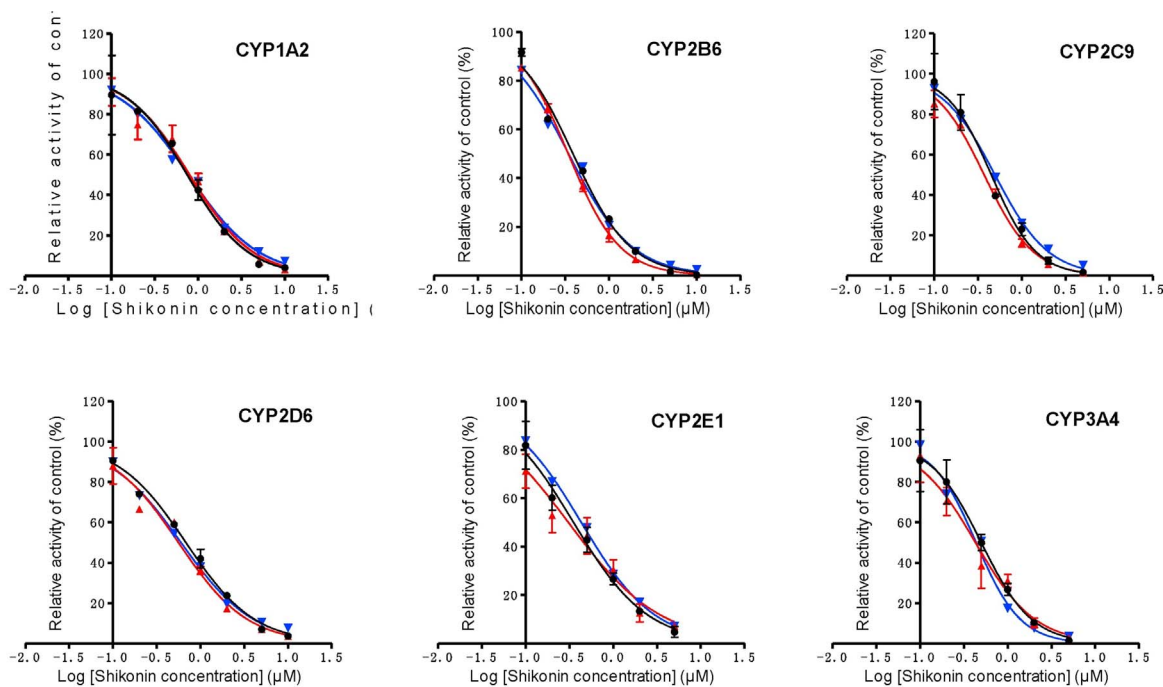 Relative activity of con
120
100
80
60
40
20
CYP1A2
-2.0 -1.5 -1.0 -0.5 0.0 0.5 1.0 1.5
Log [Shikonin concentration] (
Relative activity of control (%)
100
80
60
40
20
CYP2B6
-2.0 -1.5 -1.0 -0.5 0.0 0.5 1.0 1.5
Log [Shikonin concentration] (µM)
Relative activity of control (%)
120
100
80
60
40
20
CYP2C9
-2.0 -1.5 -1.0 -0.5 0.0 0.5 1.0 1.5
Log [Shikonin concentration] (µM)
Relative activity of control (%)
120
100
80
60
40
20
CYP2D6
-2.0 -1.5 -1.0 -0.5 0.0 0.5 1.0 1.5
Log [Shikonin concentration] (µM)
Relative activity of control (%)
100
80
60
40
20
CYP2E1
-2.0 -1.5 -1.0 -0.5 0.0 0.5 1.0 1.5
Log [Shikonin concentration] (µM)
Relative activity of control (%)
120
100
80
60
40
20
CYP3A4
-2.0 -1.5 -1.0 -0.5 0.0 0.5 1.0 1.5
Log [Shikonin concentration] (µM)